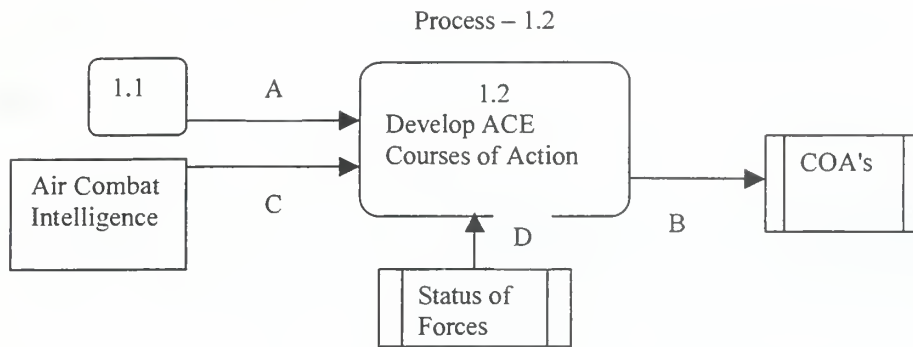 Process – 1.2
1.1
A
1.2
Develop ACE
Courses of Action
COA's
Air Combat
Intelligence
C
D
B
Status of
Forces